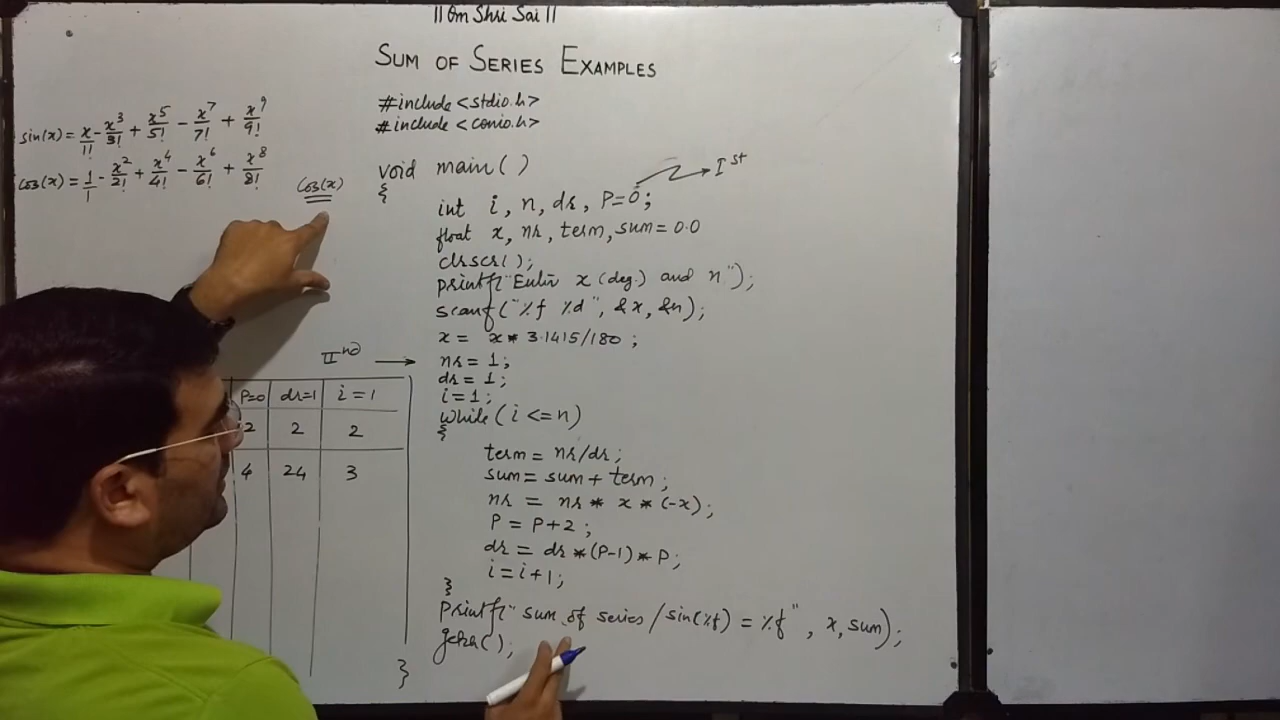 || Om Shri Sai ||
SUM OF SERIES EXAMPLES
sin(x) = x/1! - x³/3! + x⁵/5! - x⁷/7! + x⁹/9!
cos(x) = 1/1 - x²/2! + x⁴/4! - x⁶/6! + x⁸/8!
cos(x)
#include <stdio.h>
#include <conio.h>
void main()
{
int i, n, dr, P=0; → Iˢᵗ
float x, nr, term, sum = 0.0
clrscr();
printf("Enter x (deg.) and n");
scanf("%f %d", &x, &n);
x = x * 3.1415/180 ;
IIⁿᵈ → nr = 1;
dr = 1;
i = 1;
while (i <= n)
{
term = nr/dr;
sum = sum + term;
nr = nr * x * (-x);
P = P+2 ;
dr = dr * (P-1) * P;
i = i+1;
}
printf(" sum of series / sin(%f) = %f ", x, sum);
getch();
}
P=0 dr=1 i = 1
2 2 2
4 24 3